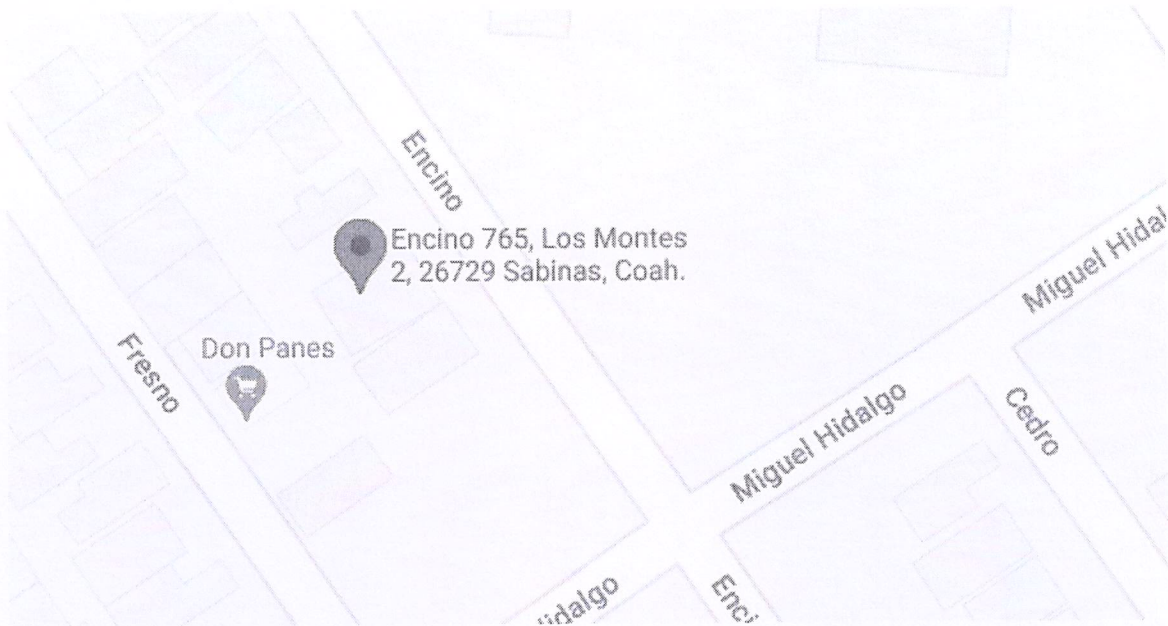 Encino
Encino 765, Los Montes
2, 26729 Sabinas, Coah.
Miguel Hidal
Don Panes
Fresno
Miguel Hidalgo
Cedro
idalgo
Enci